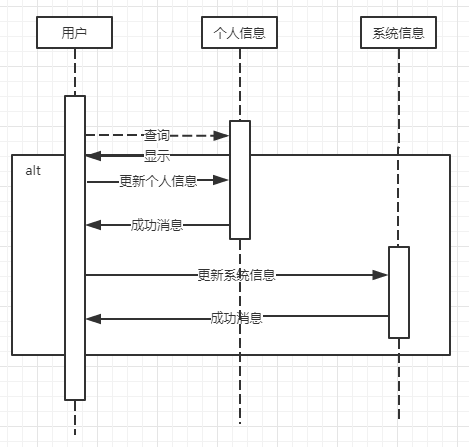 用户
个人信息
系统信息
查询
显示
alt
更新个人信息
成功消息
更新系统信息
成功消息